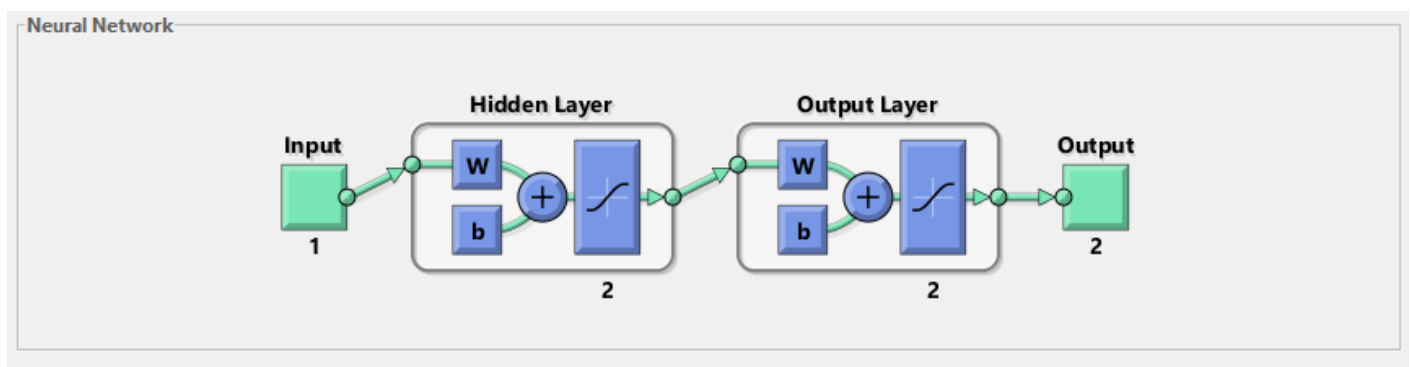 Neural Network
Hidden Layer
Output Layer
Input
Output
W
W
b
b
1
2
2
2